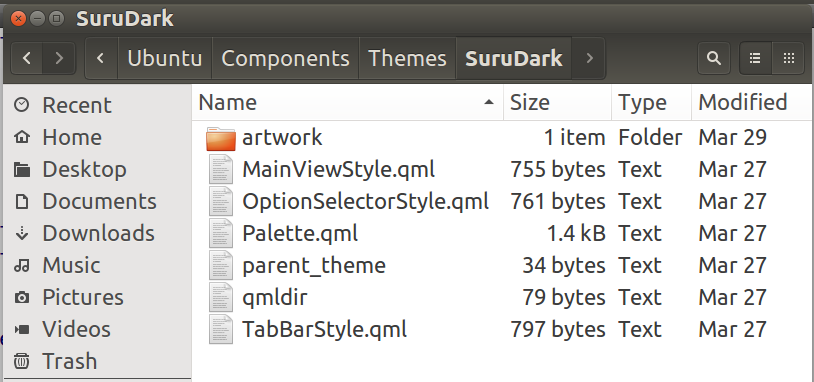 SuruDark
Ubuntu Components Themes SuruDark
Recent
Home
Desktop
Documents
Downloads
Music
Pictures
Videos
Trash
Name Size Type Modified
artwork 1 item Folder Mar 29
MainViewStyle.qml 755 bytes Text Mar 27
OptionSelectorStyle.qml 761 bytes Text Mar 27
Palette.qml 1.4 kB Text Mar 27
parent_theme 34 bytes Text Mar 27
qmldir 79 bytes Text Mar 27
TabBarStyle.qml 797 bytes Text Mar 27